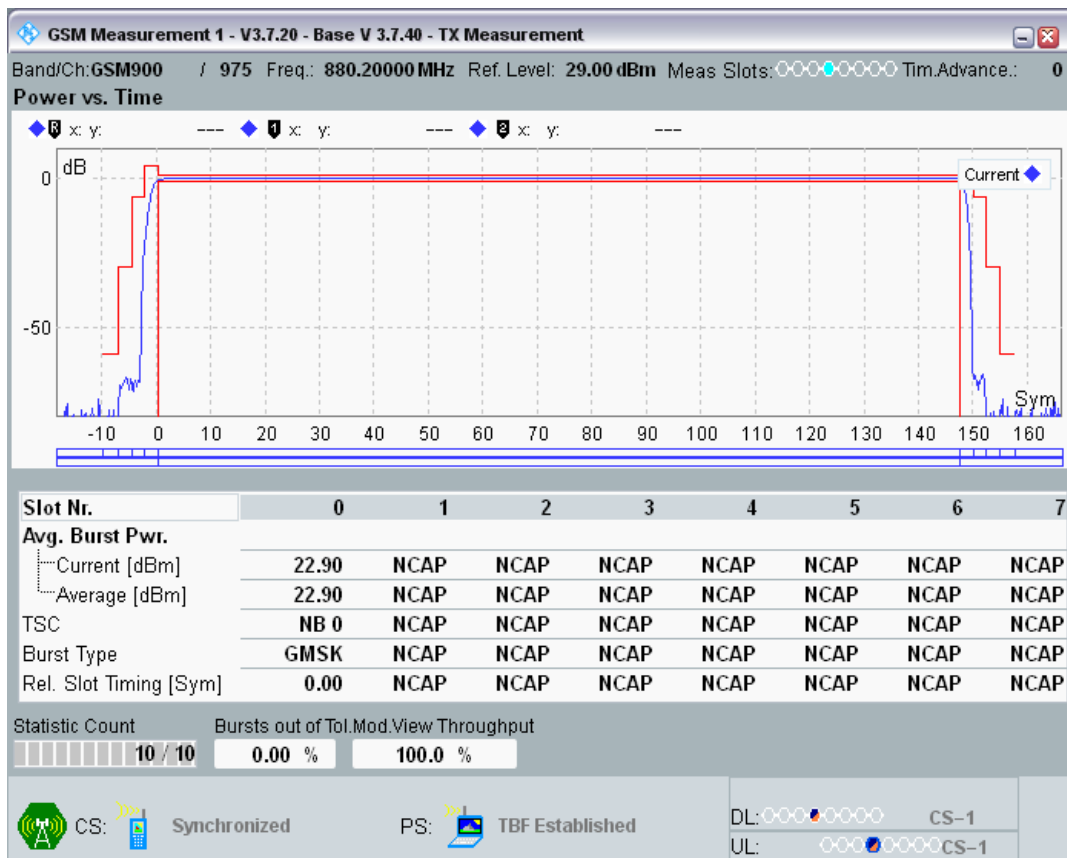 GSM Measurement 1 - V3.7.20 - Base V 3.7.40 - TX Measurement
Band/Ch:GSM900 / 975 Freq.: 880.20000 MHz Ref. Level: 29.00 dBm Meas Slots: Tim.Advance.: 0
Power vs. Time
R x: y: --- 1 x: y: --- 2 x: y: ---
dB
Current
0
-50
Sym
-10 0 10 20 30 40 50 60 70 80 90 100 110 120 130 140 150 160
Slot Nr. 0 1 2 3 4 5 6 7
Avg. Burst Pwr.
Current [dBm] 22.90 NCAP NCAP NCAP NCAP NCAP NCAP NCAP
Average [dBm] 22.90 NCAP NCAP NCAP NCAP NCAP NCAP NCAP
TSC NB 0 NCAP NCAP NCAP NCAP NCAP NCAP NCAP
Burst Type GMSK NCAP NCAP NCAP NCAP NCAP NCAP NCAP
Rel. Slot Timing [Sym] 0.00 NCAP NCAP NCAP NCAP NCAP NCAP NCAP
Statistic Count Bursts out of Tol.Mod.View Throughput
10 / 10 0.00 % 100.0 %
CS: Synchronized PS: TBF Established
DL: CS-1
UL: CS-1